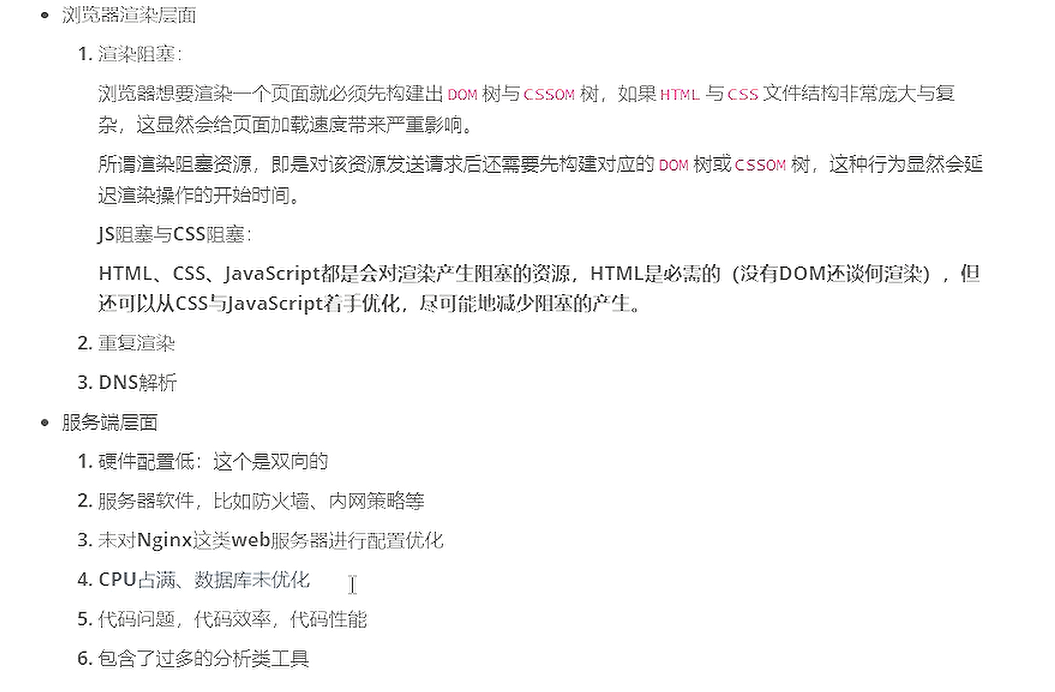 • 浏览器渲染层面
1. 渲染阻塞：
浏览器想要渲染一个页面就必须先构建出 DOM 树与 CSSOM 树，如果 HTML 与 CSS 文件结构非常庞大与复
杂，这显然会给页面加载速度带来严重影响。
所谓渲染阻塞资源，即是对该资源发送请求后还需要先构建对应的 DOM 树或 CSSOM 树，这种行为显然会延
迟渲染操作的开始时间。
JS阻塞与CSS阻塞：
HTML、CSS、JavaScript都是会对渲染产生阻塞的资源，HTML是必需的（没有DOM还谈何渲染），但
还可以从CSS与JavaScript着手优化，尽可能地减少阻塞的产生。
2. 重复渲染
3. DNS解析
• 服务端层面
1. 硬件配置低：这个是双向的
2. 服务器软件，比如防火墙、内网策略等
3. 未对Nginx这类web服务器进行配置优化
4. CPU占满、数据库未优化
5. 代码问题，代码效率，代码性能
6. 包含了过多的分析类工具